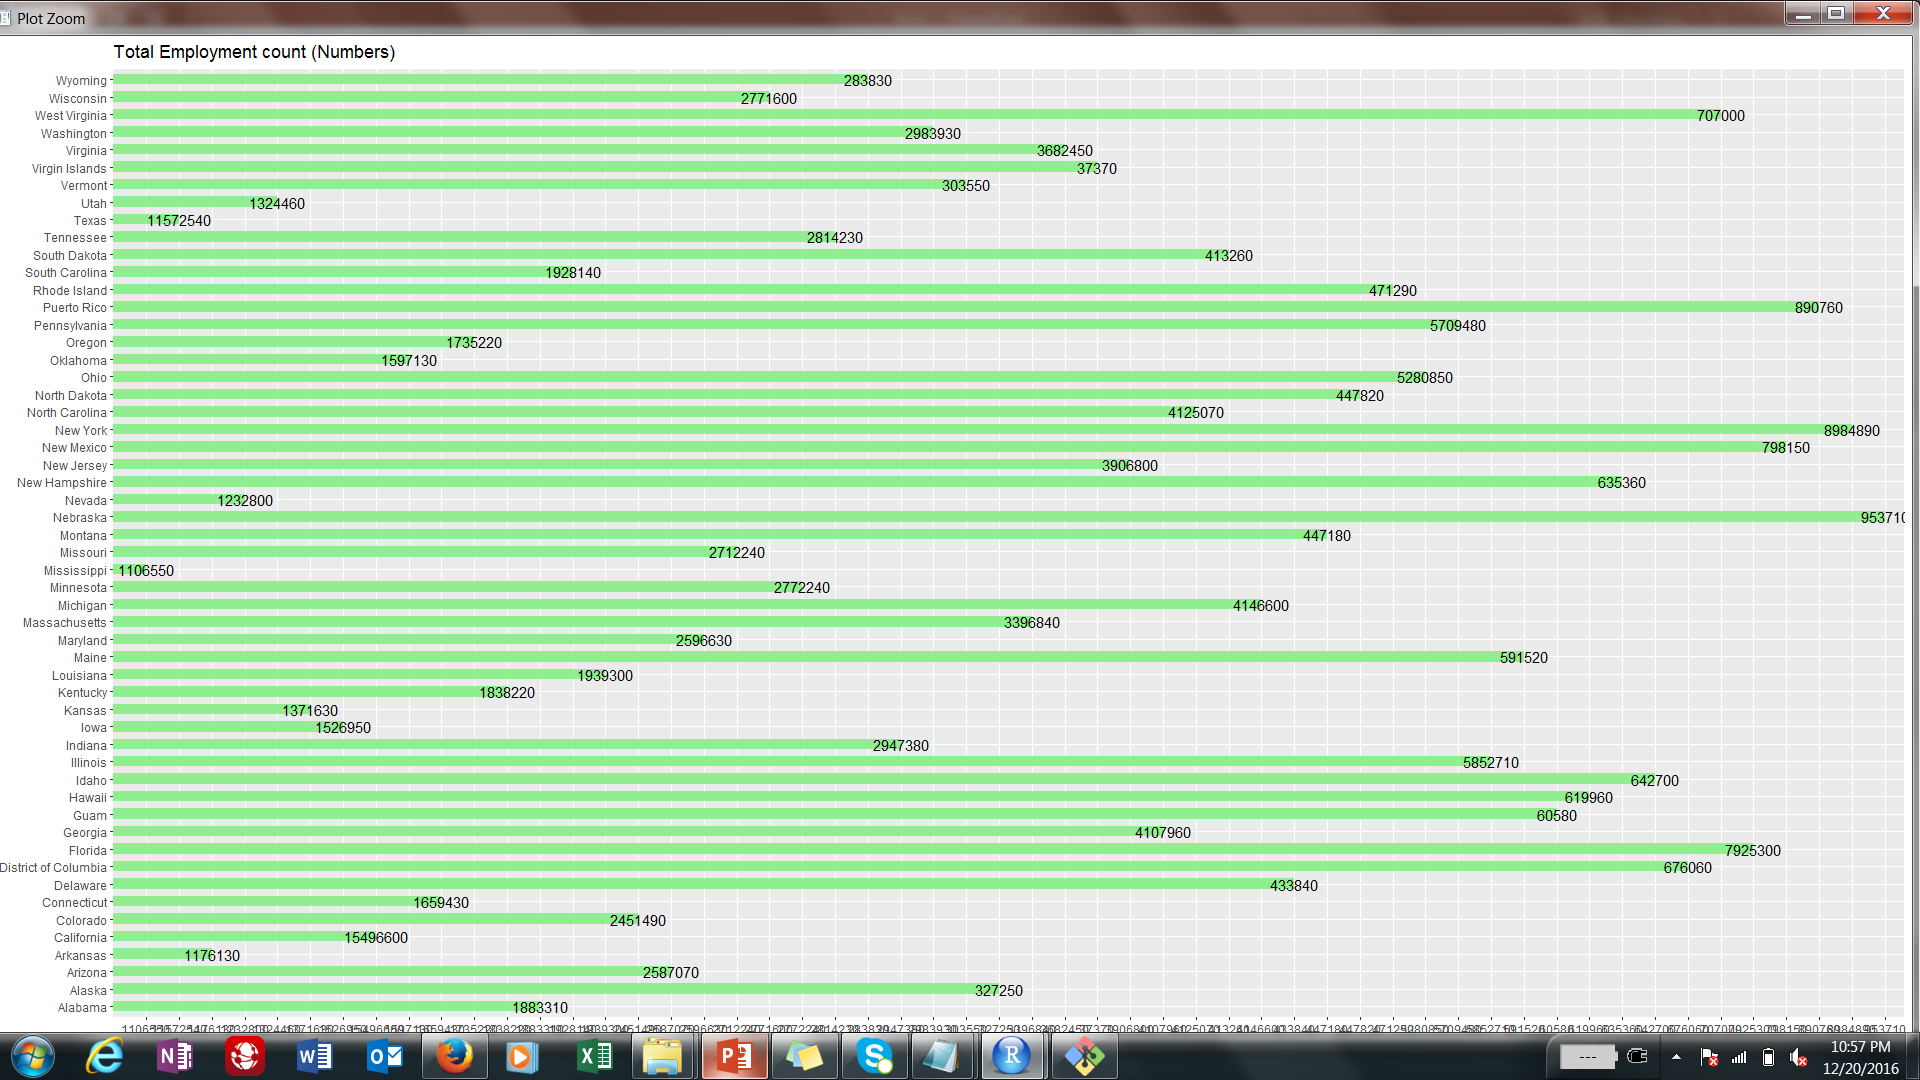 Plot Zoom
Total Employment count (Numbers)
Wyoming 283830
Wisconsin 2771600
West Virginia 707000
Washington 2983930
Virginia 3682450
Virgin Islands 37370
Vermont 303550
Utah 1324460
Texas 11572540
Tennessee 2814230
South Dakota 413260
South Carolina 1928140
Rhode Island 471290
Puerto Rico 890760
Pennsylvania 5709480
Oregon 1735220
Oklahoma 1597130
Ohio 5280850
North Dakota 447820
North Carolina 4125070
New York 8984890
New Mexico 798150
New Jersey 3906800
New Hampshire 635360
Nevada 1232800
Nebraska 953710
Montana 447180
Missouri 2712240
Mississippi 1106550
Minnesota 2772240
Michigan 4146600
Massachusetts 3396840
Maryland 2596630
Maine 591520
Louisiana 1939300
Kentucky 1838220
Kansas 1371630
Iowa 1526950
Indiana 2947380
Illinois 5852710
Idaho 642700
Hawaii 619960
Guam 60580
Georgia 4107960
Florida 7925300
District of Columbia 676060
Delaware 433840
Connecticut 1659430
Colorado 2451490
California 15496600
Arkansas 1176130
Arizona 2587070
Alaska 327250
Alabama 1883310
10:57 PM
12/20/2016